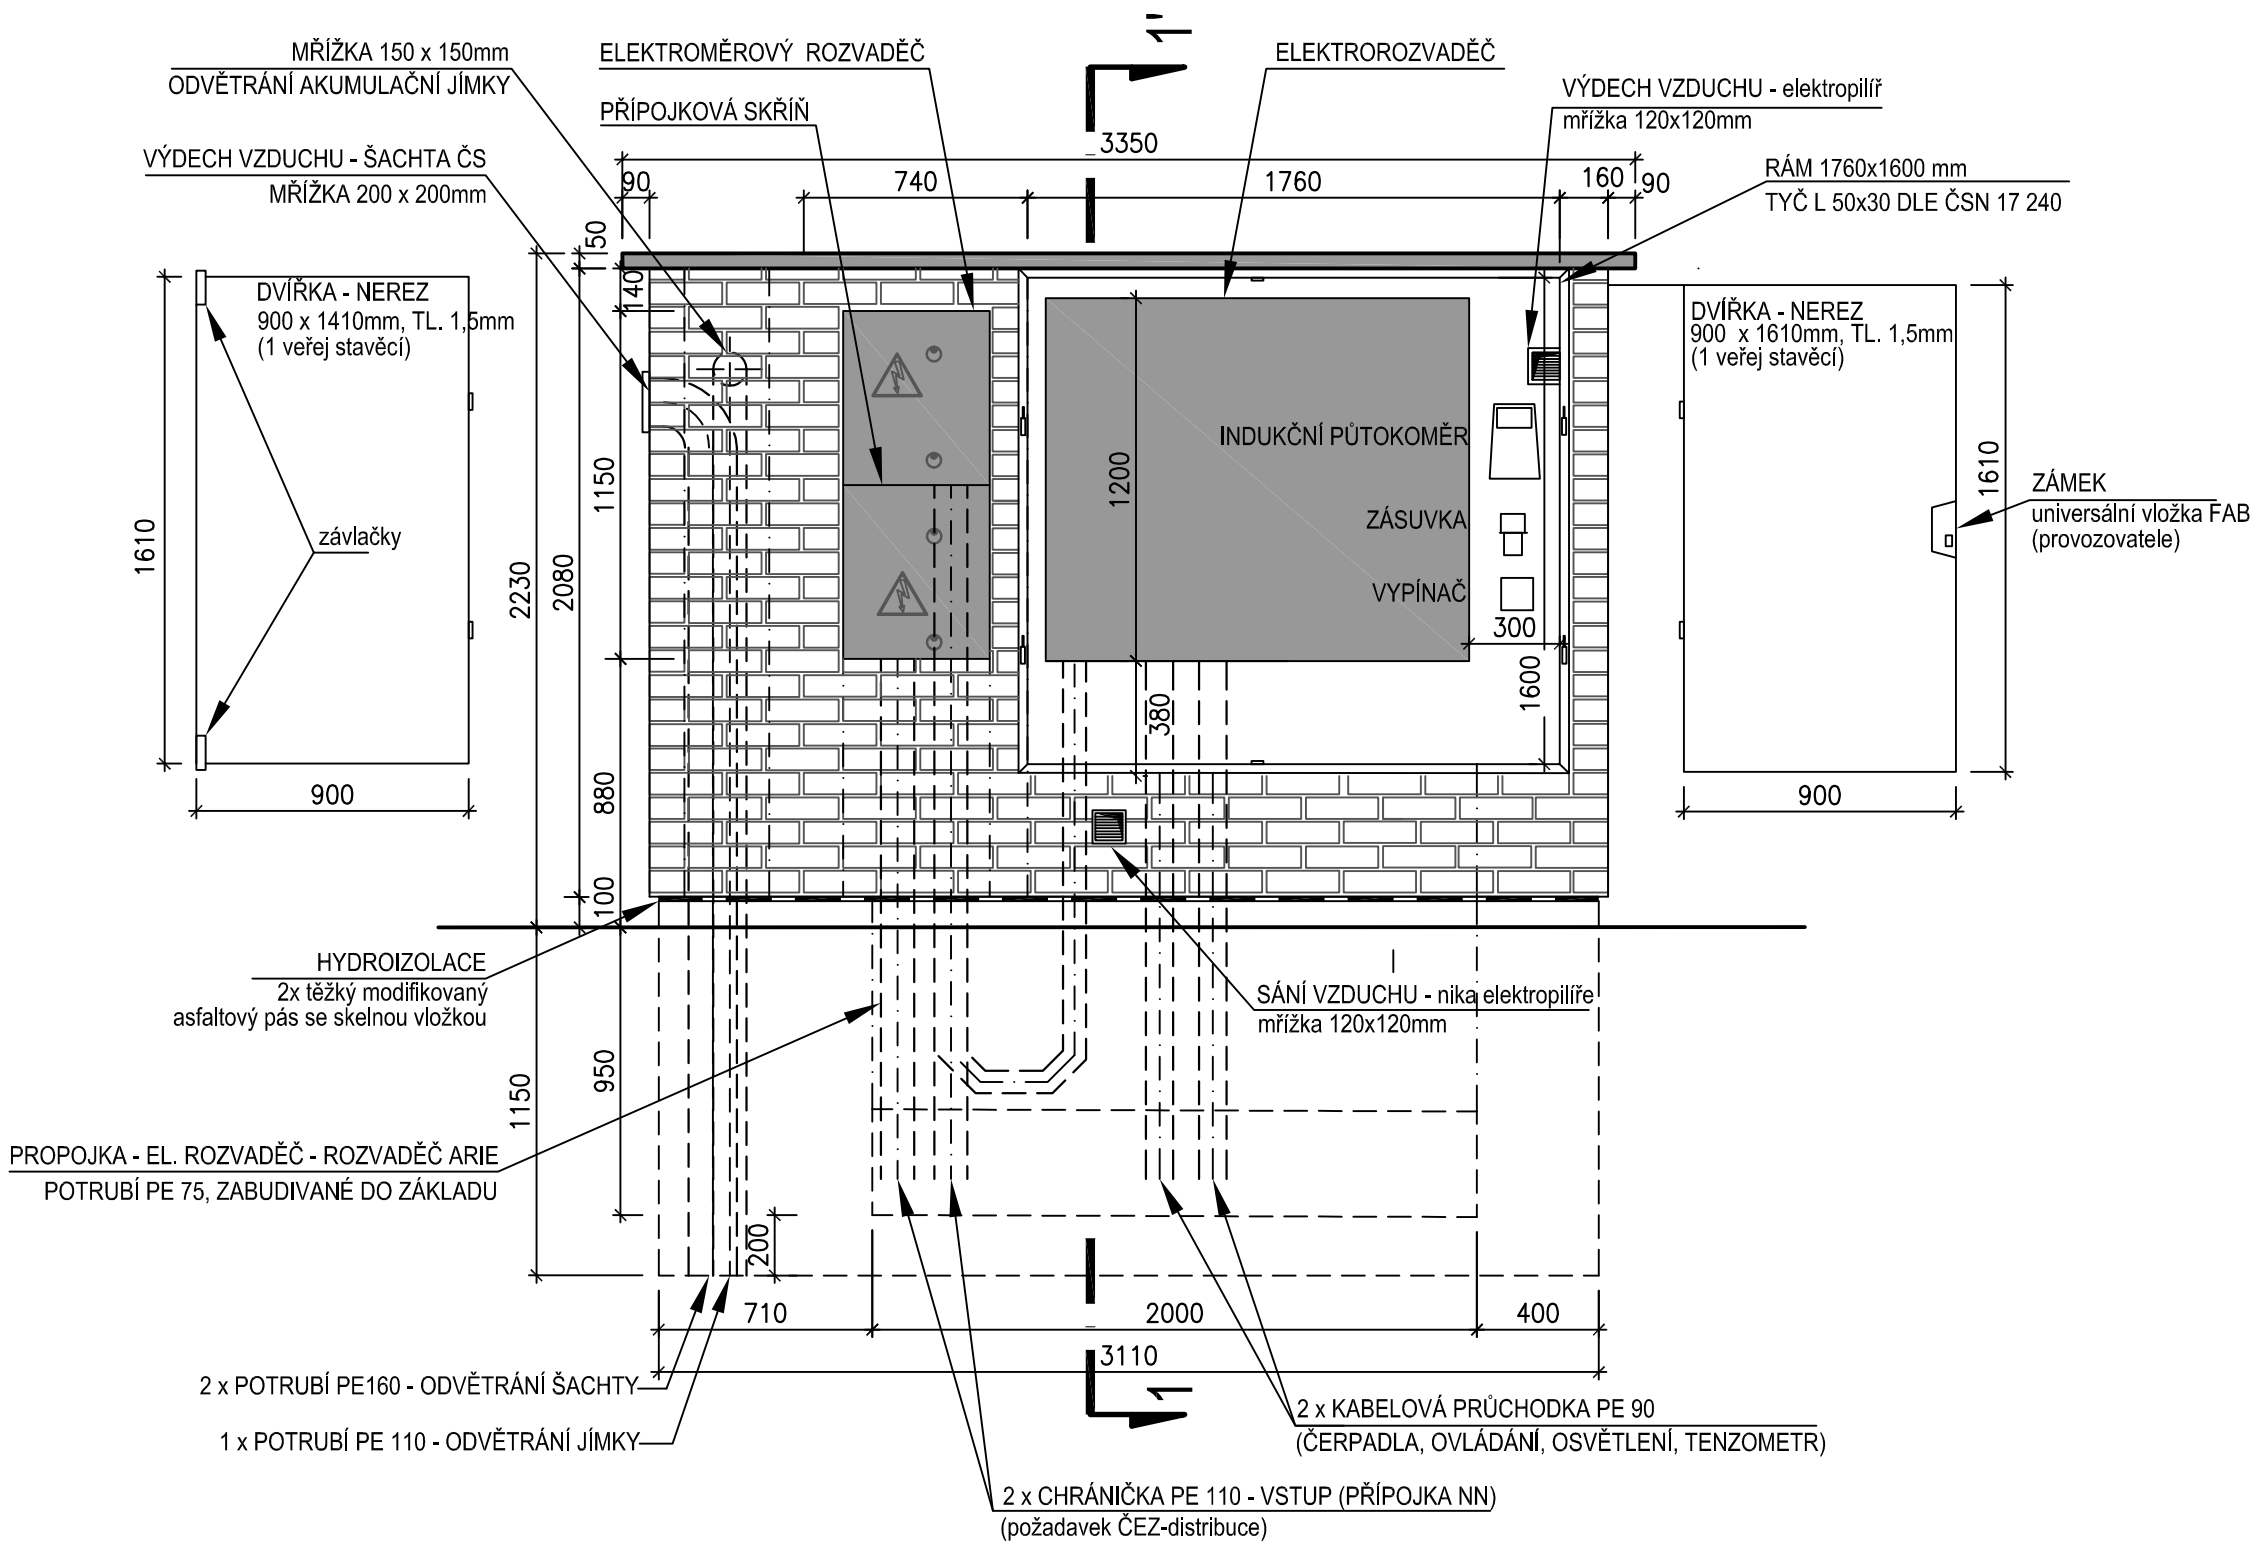 1'
MŘÍŽKA 150 x 150mm
ODVĚTRÁNÍ AKUMULAČNÍ JÍMKY
ELEKTROMĚROVÝ ROZVADĚČ
ELEKTROROZVADĚČ
PŘÍPOJKOVÁ SKŘÍŇ
VÝDECH VZDUCHU - elektropilíř
mřížka 120x120mm
VÝDECH VZDUCHU - ŠACHTA ČS
MŘÍŽKA 200 x 200mm
RÁM 1760x1600 mm
TYČ L 50x30 DLE ČSN 17 240
3350
90
740
1760
160
90
50
140
DVÍŘKA - NEREZ
900 x 1410mm, TL. 1,5mm
(1 veřej stavěcí)
DVÍŘKA - NEREZ
900 x 1610mm, TL. 1,5mm
(1 veřej stavěcí)
INDUKČNÍ PŮTOKOMĚR
1150
1200
1610
ZÁMEK
universální vložka FAB
(provozovatele)
ZÁSUVKA
závlačky
1610
2230
2080
VYPÍNAČ
300
1600
380
900
880
900
100
HYDROIZOLACE
2x těžký modifikovaný
asfaltový pás se skelnou vložkou
SÁNÍ VZDUCHU - nika elektropilíře
mřížka 120x120mm
950
1150
PROPOJKA - EL. ROZVADĚČ - ROZVADĚČ ARIE
POTRUBÍ PE 75, ZABUDIVANÉ DO ZÁKLADU
200
710
2000
400
3110
2 x POTRUBÍ PE160 - ODVĚTRÁNÍ ŠACHTY
1
2 x KABELOVÁ PRŮCHODKA PE 90
(ČERPADLA, OVLÁDÁNÍ, OSVĚTLENÍ, TENZOMETR)
1 x POTRUBÍ PE 110 - ODVĚTRÁNÍ JÍMKY
2 x CHRÁNIČKA PE 110 - VSTUP (PŘÍPOJKA NN)
(požadavek ČEZ-distribuce)